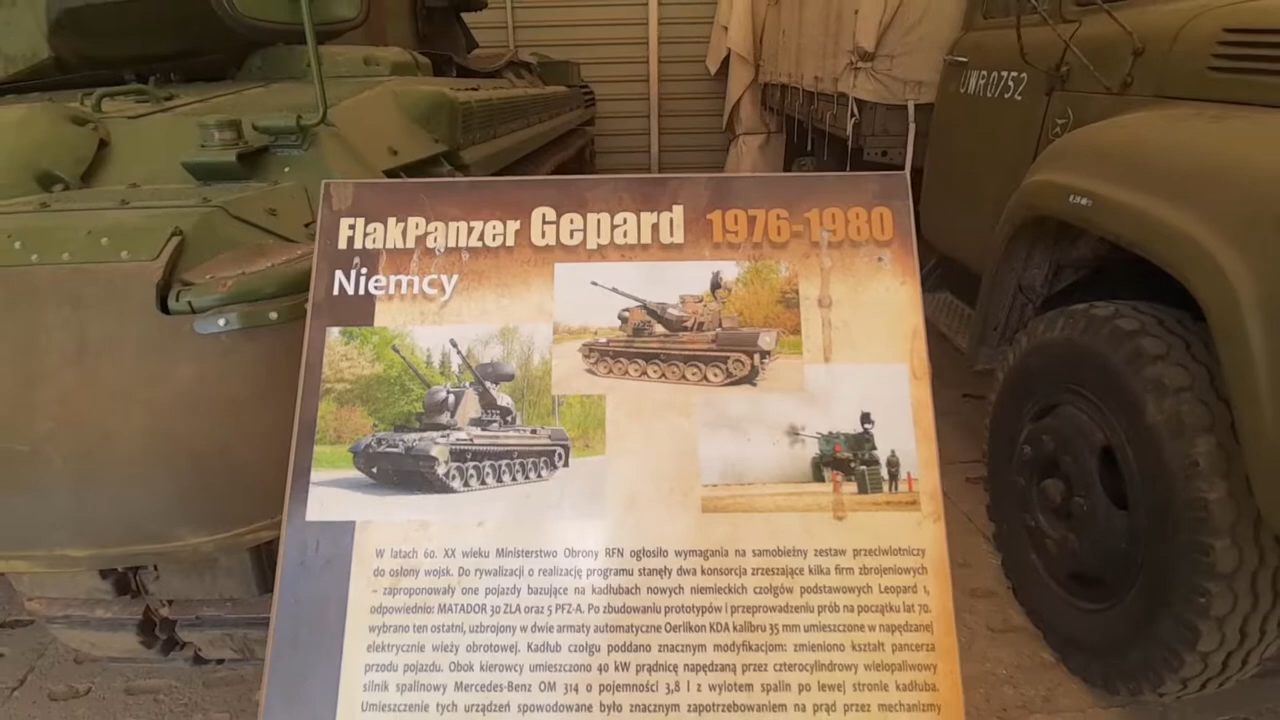 UWR0752
FlakPanzer Gepard 1976-1980
Niemcy
W latach 60. XX wieku Ministerstwo Obrony RFN ogłosiło wymagania na samobieżny zestaw przeciwlotniczy
do osłony wojsk. Do rywalizacji o realizację programu stanęły dwa konsorcja zrzeszające kilka firm zbrojeniowych
– zaproponowały one pojazdy bazujące na kadłubach nowych niemieckich czołgów podstawowych Leopard 1,
odpowiednio: MATADOR 30 ZLA oraz 5 PFZ-A. Po zbudowaniu prototypów i przeprowadzeniu prób na początku lat 70.
wybrano ten ostatni, uzbrojony w dwie armaty automatyczne Oerlikon KDA kalibru 35 mm umieszczone w napędzanej
elektrycznie wieży obrotowej. Kadłub czołgu poddano znacznym modyfikacjom: zmieniono kształt pancerza
przodu pojazdu. Obok kierowcy umieszczono 40 kW prądnicę napędzaną przez czterocylindrowy wielopaliwowy
silnik spalinowy Mercedes-Benz OM 314 o pojemności 3,8 l z wylotem spalin po lewej stronie kadłuba.
Umieszczenie tych urządzeń spowodowane było znacznym zapotrzebowaniem na prąd przez mechanizmy